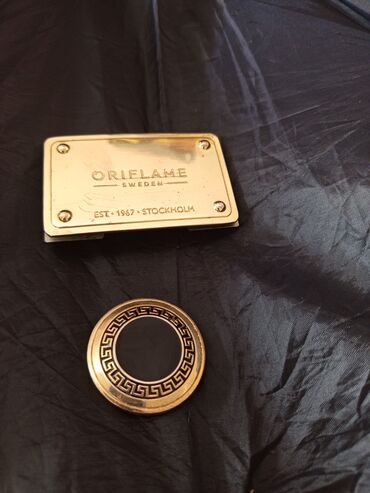 ORIFLAME
SWEDEN
EST • 1967 • STOCKHOLM